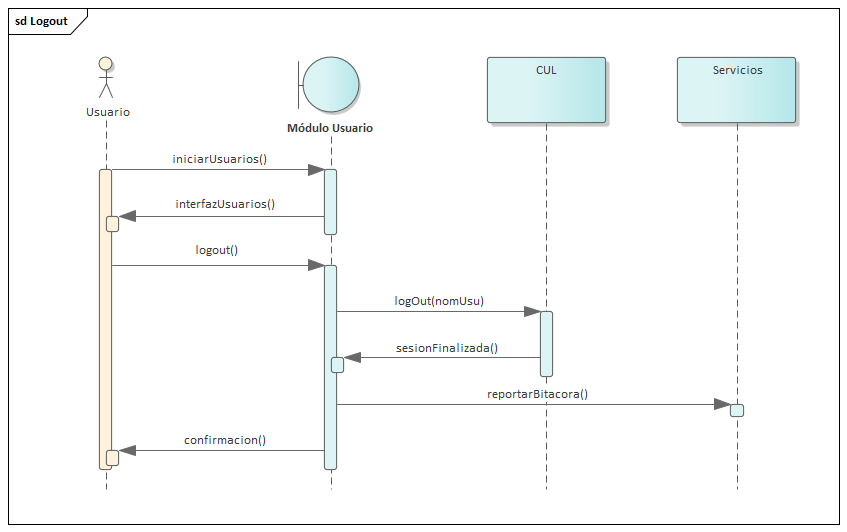 sd Logout
Usuario
Módulo Usuario
CUL
Servicios
iniciarUsuarios()
interfazUsuarios()
logout()
logOut(nomUsu)
sesionFinalizada()
reportarBitacora()
confirmacion()